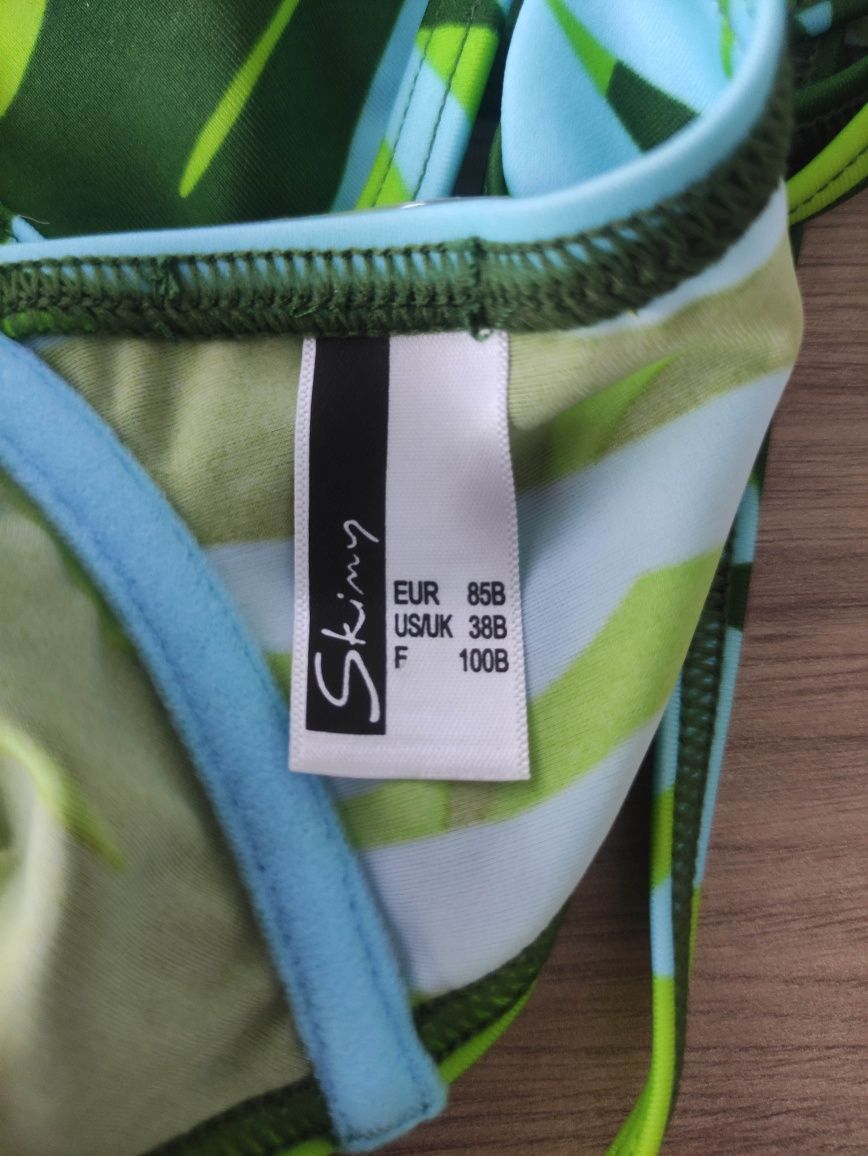 Skiny
EUR 85B
US/UK 38B
F 100B